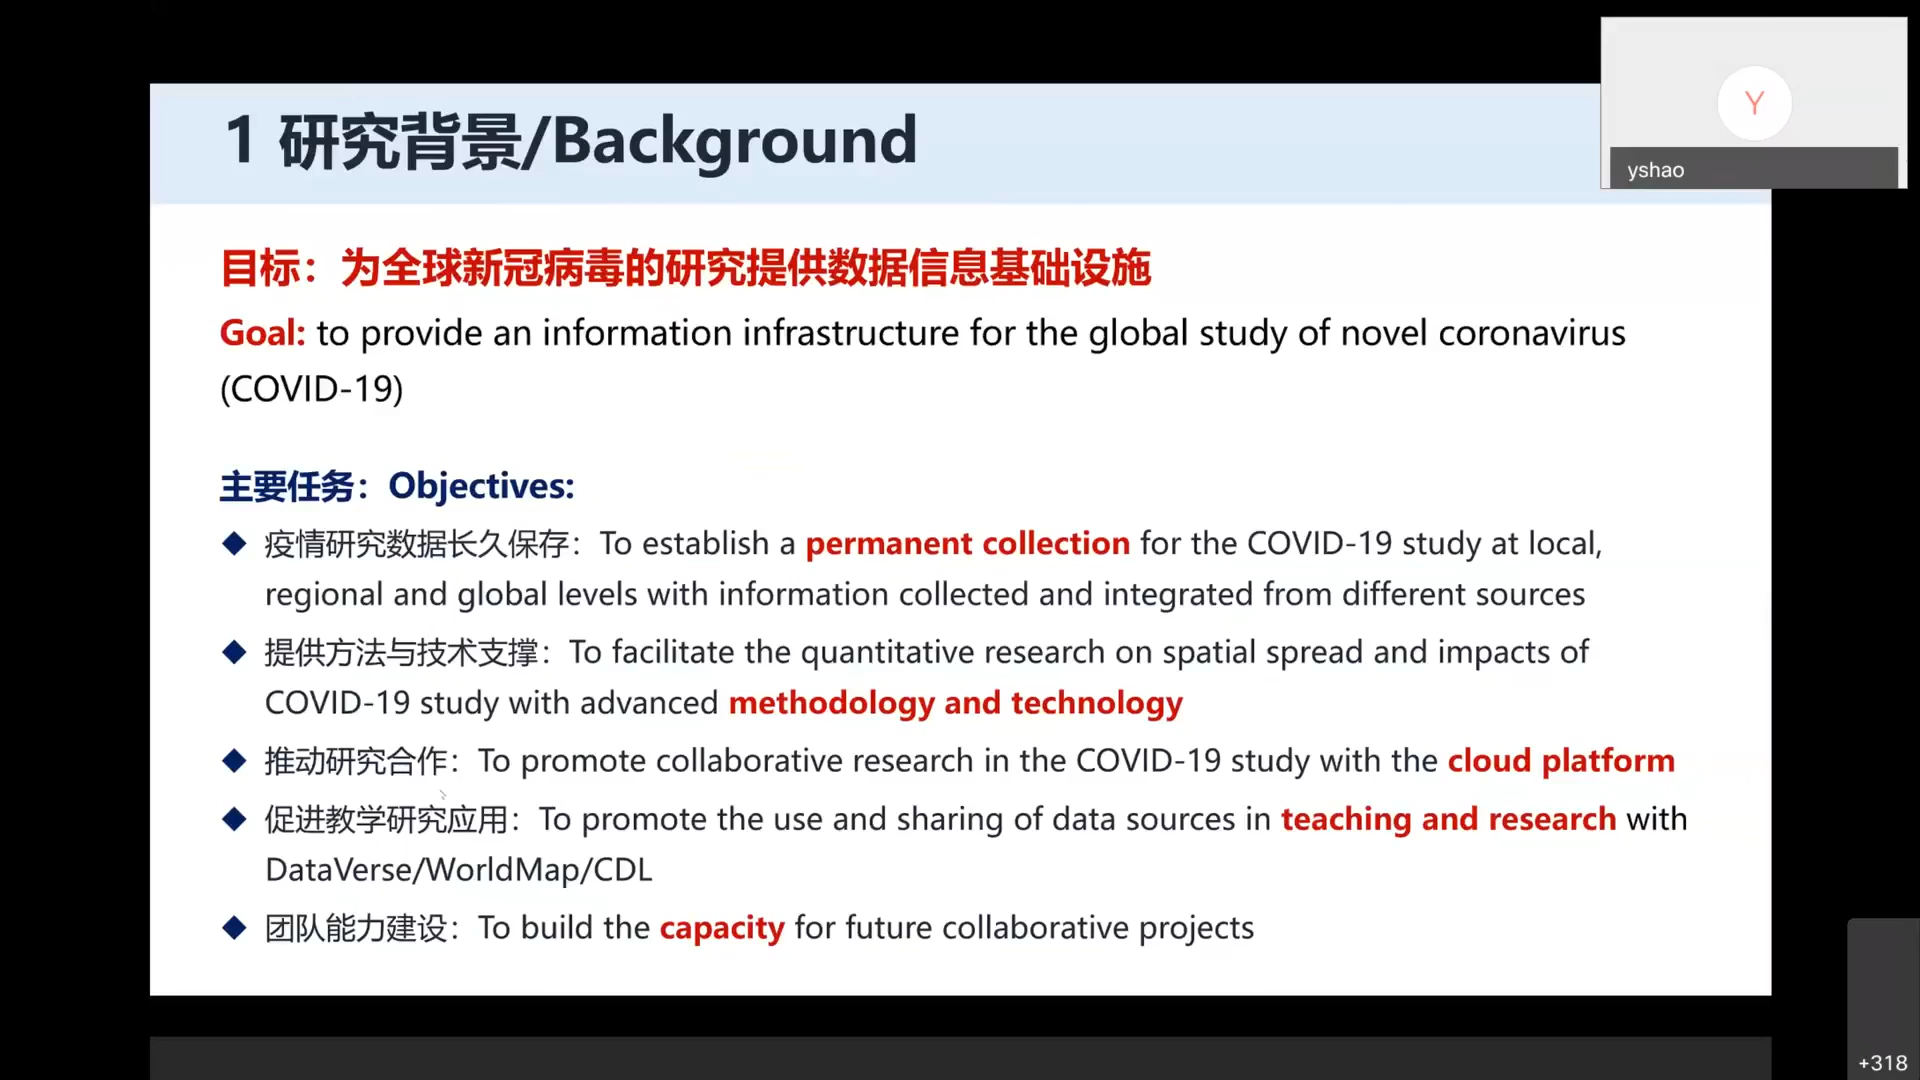 1 研究背景/Background
Y
yshao
目标：为全球新冠病毒的研究提供数据信息基础设施
Goal: to provide an information infrastructure for the global study of novel coronavirus
(COVID-19)
主要任务：Objectives:
◆ 疫情研究数据长久保存：To establish a permanent collection for the COVID-19 study at local,
regional and global levels with information collected and integrated from different sources
◆ 提供方法与技术支撑：To facilitate the quantitative research on spatial spread and impacts of
COVID-19 study with advanced methodology and technology
◆ 推动研究合作：To promote collaborative research in the COVID-19 study with the cloud platform
◆ 促进教学研究应用：To promote the use and sharing of data sources in teaching and research with
DataVerse/WorldMap/CDL
◆ 团队能力建设：To build the capacity for future collaborative projects
+318